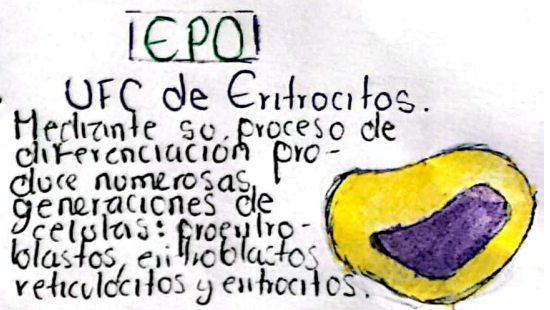 EPO
UFC de Eritrocitos.
Mediante su proceso de
diferenciación pro-
duce numerosas
generaciones de
celulas: proeritro-
blastos, eritroblastos
reticulocitos y eritrocitos.